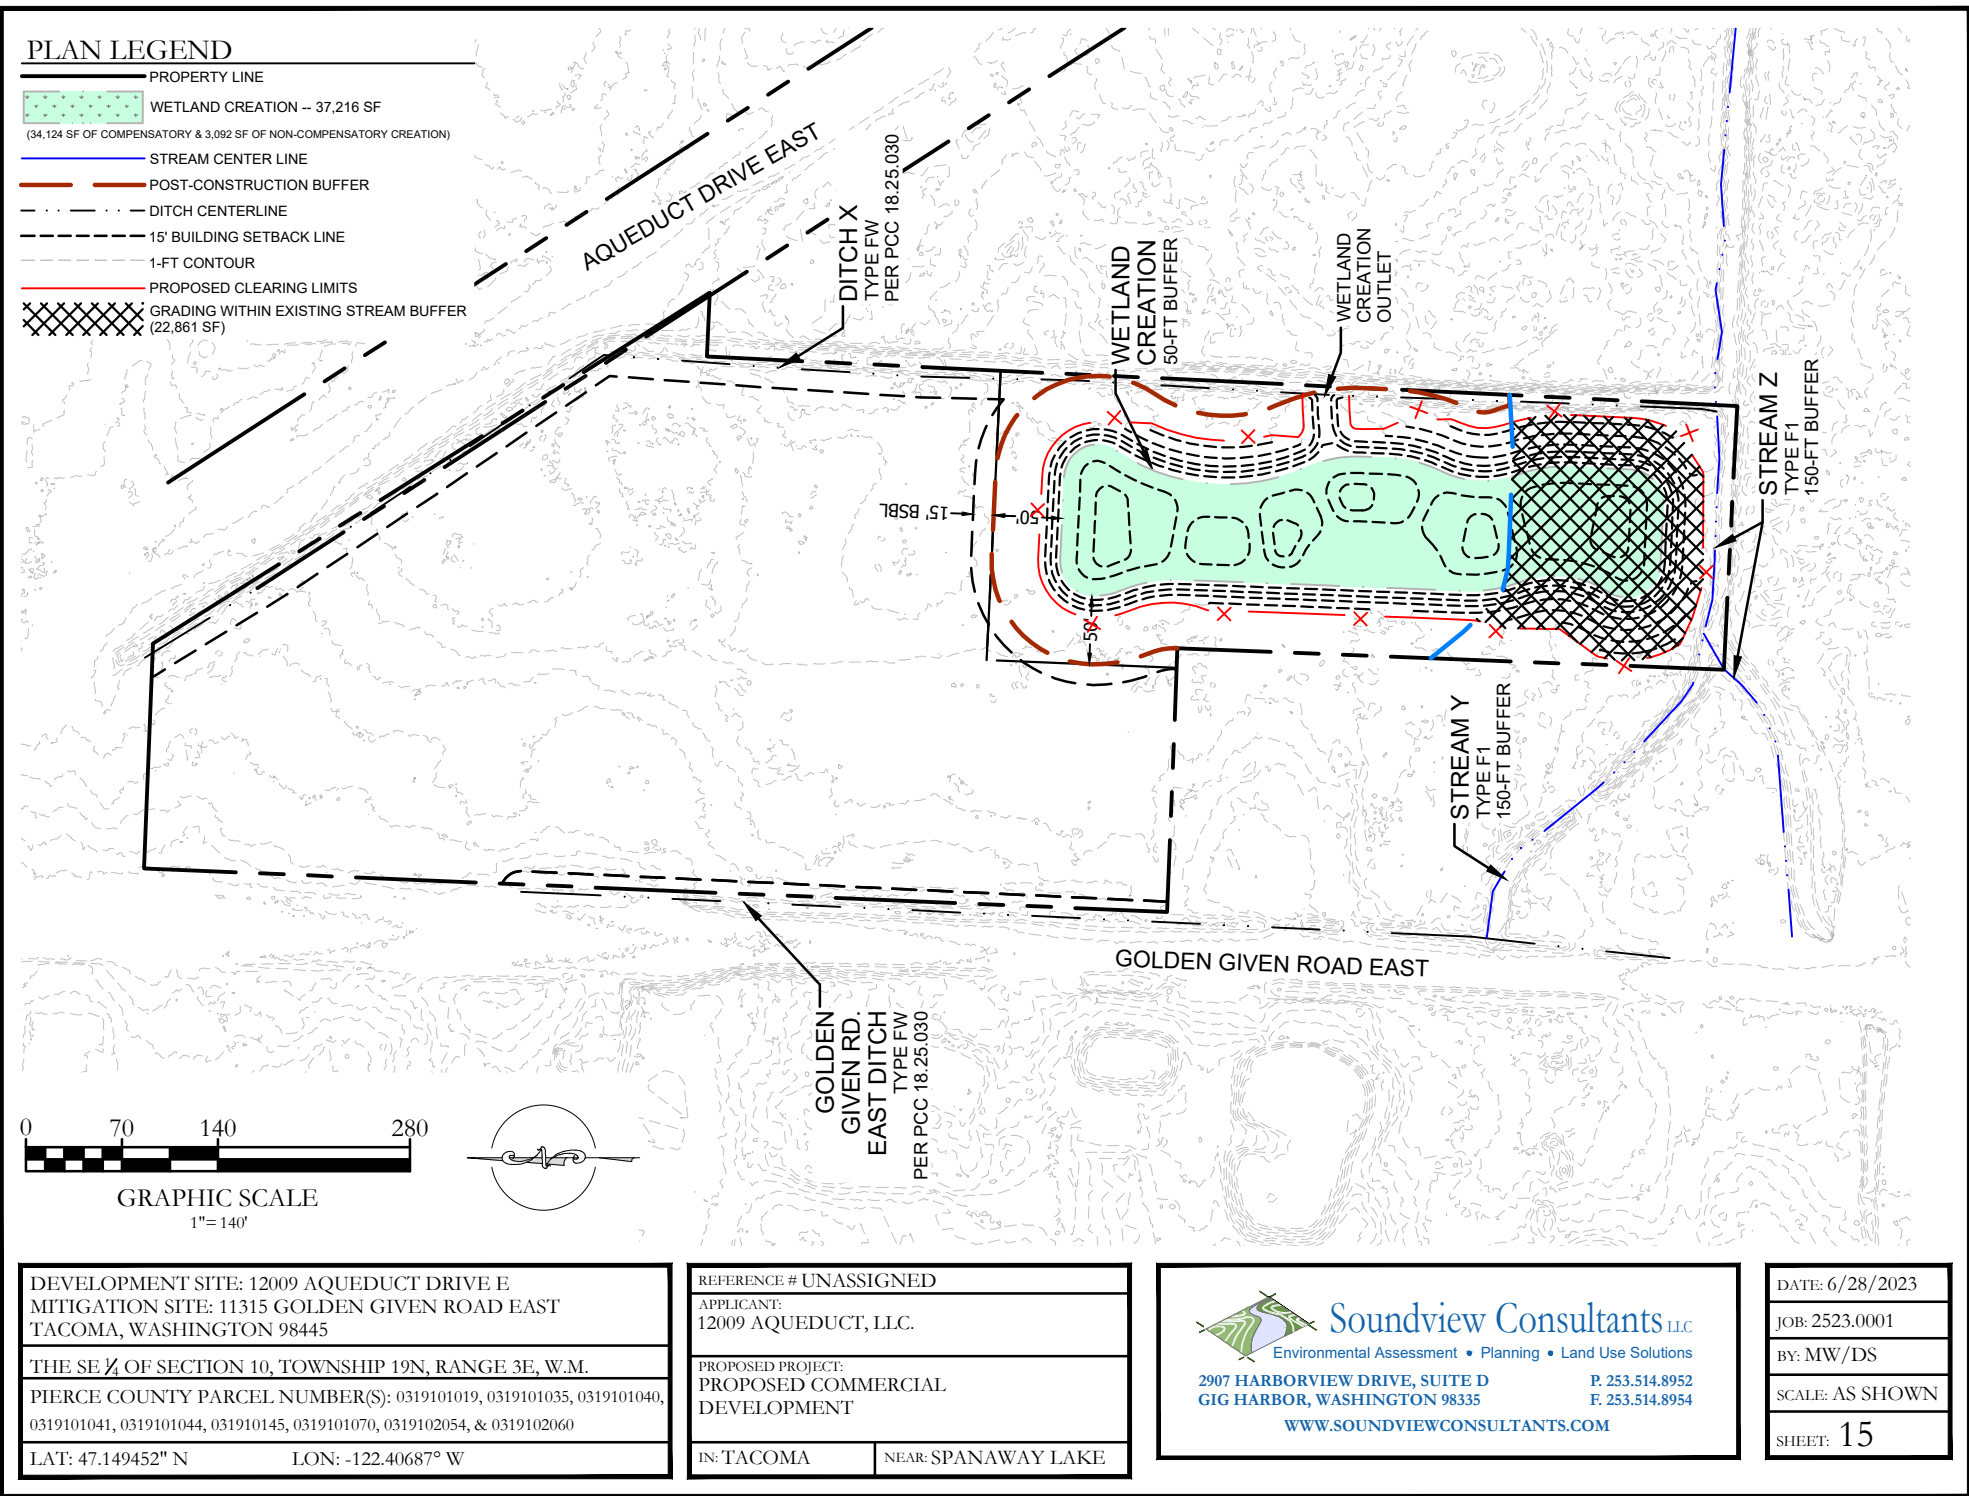 PLAN LEGEND
PROPERTY LINE
WETLAND CREATION -- 37,216 SF
(34,124 SF OF COMPENSATORY & 3,092 SF OF NON-COMPENSATORY CREATION)
STREAM CENTER LINE
POST-CONSTRUCTION BUFFER
DITCH CENTERLINE
15' BUILDING SETBACK LINE
1-FT CONTOUR
PROPOSED CLEARING LIMITS
GRADING WITHIN EXISTING STREAM BUFFER
(22,861 SF)
AQUEDUCT DRIVE EAST
DITCH X
TYPE FW
PER PCC 18.25.030
WETLAND
CREATION
50-FT BUFFER
WETLAND
CREATION
OUTLET
STREAM Z
TYPE F1
150-FT BUFFER
15' BSBL
50'
50'
STREAM Y
TYPE F1
150-FT BUFFER
GOLDEN
GIVEN RD.
EAST DITCH
TYPE FW
PER PCC 18.25.030
GOLDEN GIVEN ROAD EAST
0 70 140 280
GRAPHIC SCALE
1"= 140'
N
DEVELOPMENT SITE: 12009 AQUEDUCT DRIVE E
MITIGATION SITE: 11315 GOLDEN GIVEN ROAD EAST
TACOMA, WASHINGTON 98445
THE SE ¼ OF SECTION 10, TOWNSHIP 19N, RANGE 3E, W.M.
PIERCE COUNTY PARCEL NUMBER(S): 0319101019, 0319101035, 0319101040,
0319101041, 0319101044, 031910145, 0319101070, 0319102054, & 0319102060
LAT: 47.149452" N LON: -122.40687° W
REFERENCE # UNASSIGNED
APPLICANT:
12009 AQUEDUCT, LLC.
PROPOSED PROJECT:
PROPOSED COMMERCIAL
DEVELOPMENT
IN: TACOMA NEAR: SPANAWAY LAKE
Soundview Consultants LLC
Environmental Assessment • Planning • Land Use Solutions
2907 HARBORVIEW DRIVE, SUITE D P. 253.514.8952
GIG HARBOR, WASHINGTON 98335 F. 253.514.8954
WWW.SOUNDVIEWCONSULTANTS.COM
DATE: 6/28/2023
JOB: 2523.0001
BY: MW/DS
SCALE: AS SHOWN
SHEET: 15